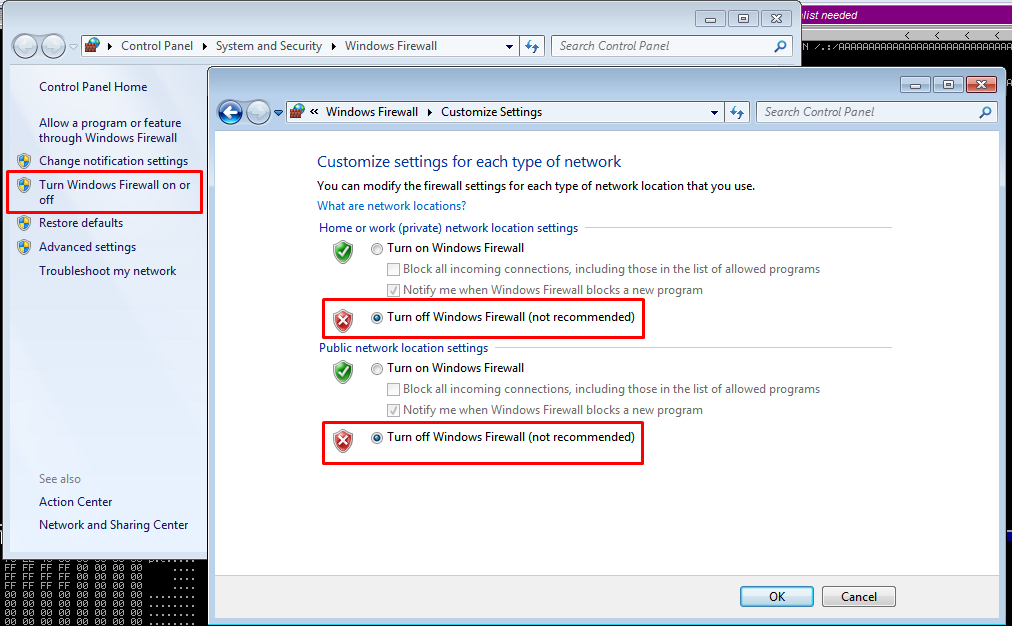 alist needed
Control Panel
System and Security
Windows Firewall
Search Control Panel
N /.:/AAAAAAAAAAAAAAAAAAAAAAAA
Control Panel Home
Allow a program or feature
through Windows Firewall
Change notification settings
Turn Windows Firewall on or
off
Restore defaults
Advanced settings
Troubleshoot my network
See also
Action Center
Network and Sharing Center
« Windows Firewall
Customize Settings
Search Control Panel
Customize settings for each type of network
You can modify the firewall settings for each type of network location that you use.
What are network locations?
Home or work (private) network location settings
Turn on Windows Firewall
Block all incoming connections, including those in the list of allowed programs
Notify me when Windows Firewall blocks a new program
Turn off Windows Firewall (not recommended)
Public network location settings
Turn on Windows Firewall
Block all incoming connections, including those in the list of allowed programs
Notify me when Windows Firewall blocks a new program
Turn off Windows Firewall (not recommended)
OK
Cancel
FF FF FF FF 00 00 00 00 ....
FF FF FF FF 00 00 00 00 ....
FF FF FF FF 00 00 00 00 ....
00 00 00 00 00 00 00 00 ........
00 00 00 00 00 00 00 00 ........
00 00 00 00 00 00 00 00 ........
00 00 00 00 00 00 00 00 ........